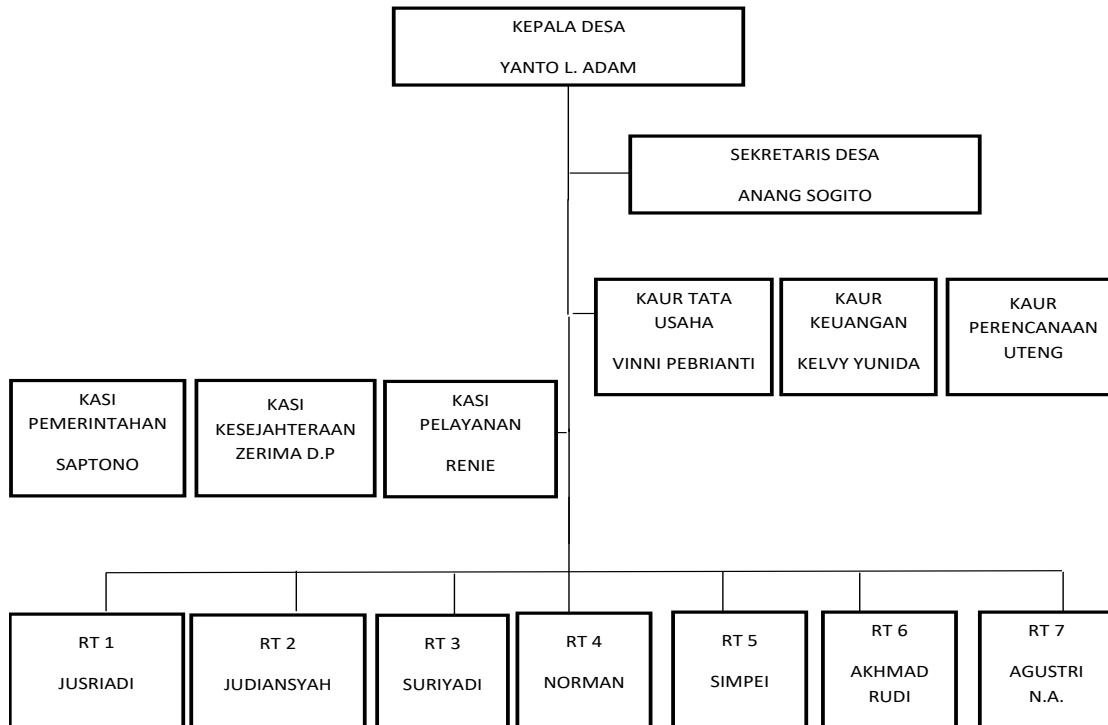 KEPALA DESA
YANTO L. ADAM
SEKRETARIS DESA
ANANG SOGITO
KAUR TATA
USAHA
VINNI PEBRIANTI
KAUR
KEUANGAN
KELVY YUNIDA
KAUR
PERENCANAAN
UTENG
KASI
PEMERINTAHAN
SAPTONO
KASI
KESEJAHTERAAN
ZERIMA D.P
KASI
PELAYANAN
RENIE
RT 1
JUSRIADI
RT 2
JUDIANSYAH
RT 3
SURIYADI
RT 4
NORMAN
RT 5
SIMPEI
RT 6
AKHMAD
RUDI
RT 7
AGUSTRI
N.A.